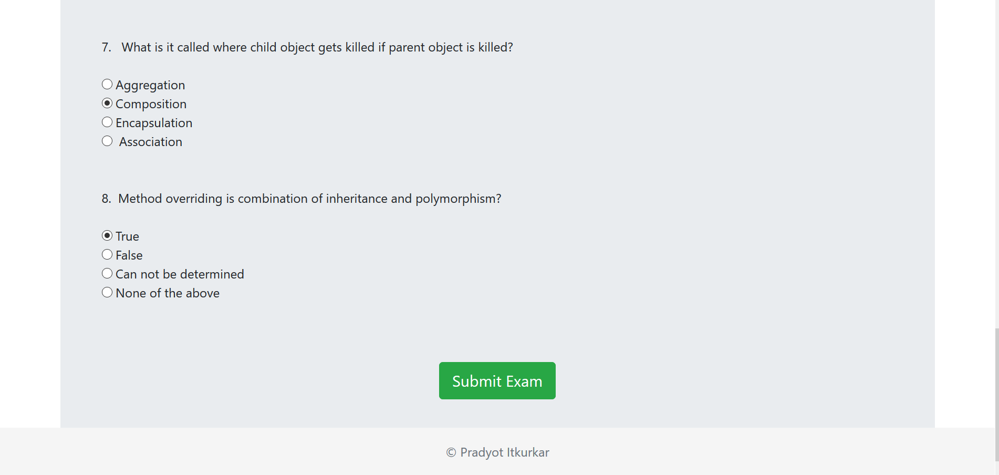 7. What is it called where child object gets killed if parent object is killed?
Aggregation
Composition
Encapsulation
Association
8. Method overriding is combination of inheritance and polymorphism?
True
False
Can not be determined
None of the above
Submit Exam
© Pradyot Itkurkar